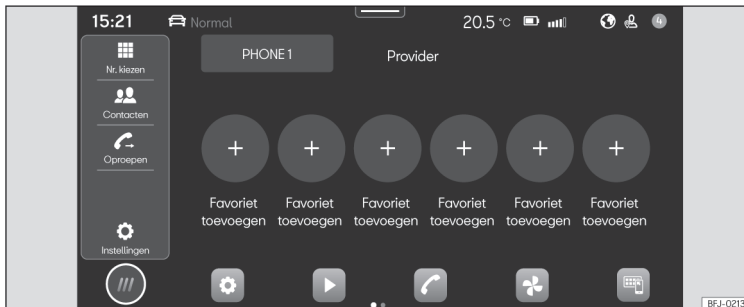 15:21 Normal 20.5 °C 4
PHONE 1 Provider
Nr. kiezen
Contacten
Oproepen
Instellingen
+ + + + + +
Favoriet Favoriet Favoriet Favoriet Favoriet Favoriet
toevoegen toevoegen toevoegen toevoegen toevoegen toevoegen
BFJ-0213